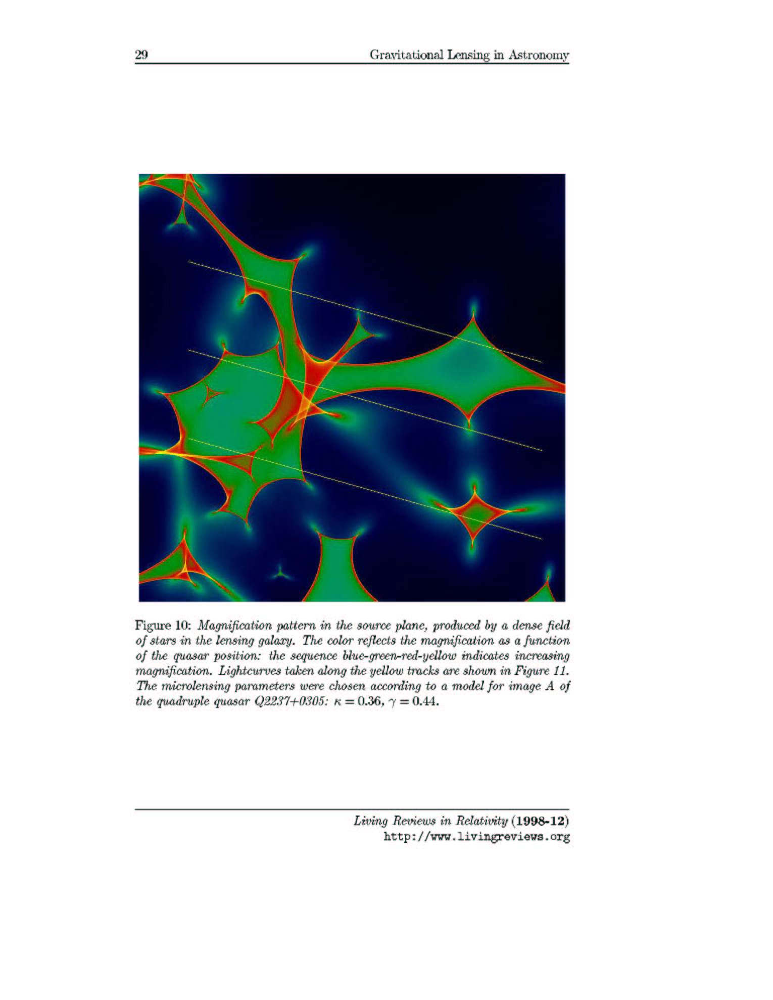 29 Gravitational Lensing in Astronomy
Figure 10: Magnification pattern in the source plane, produced by a dense field
of stars in the lensing galaxy. The color reflects the magnification as a function
of the quasar position: the sequence blue-green-red-yellow indicates increasing
magnification. Lightcurves taken along the yellow tracks are shown in Figure 11.
The microlensing parameters were chosen according to a model for image A of
the quadruple quasar Q2237+0305: κ = 0.36, γ = 0.44.
Living Reviews in Relativity (1998-12)
http://www.livingreviews.org